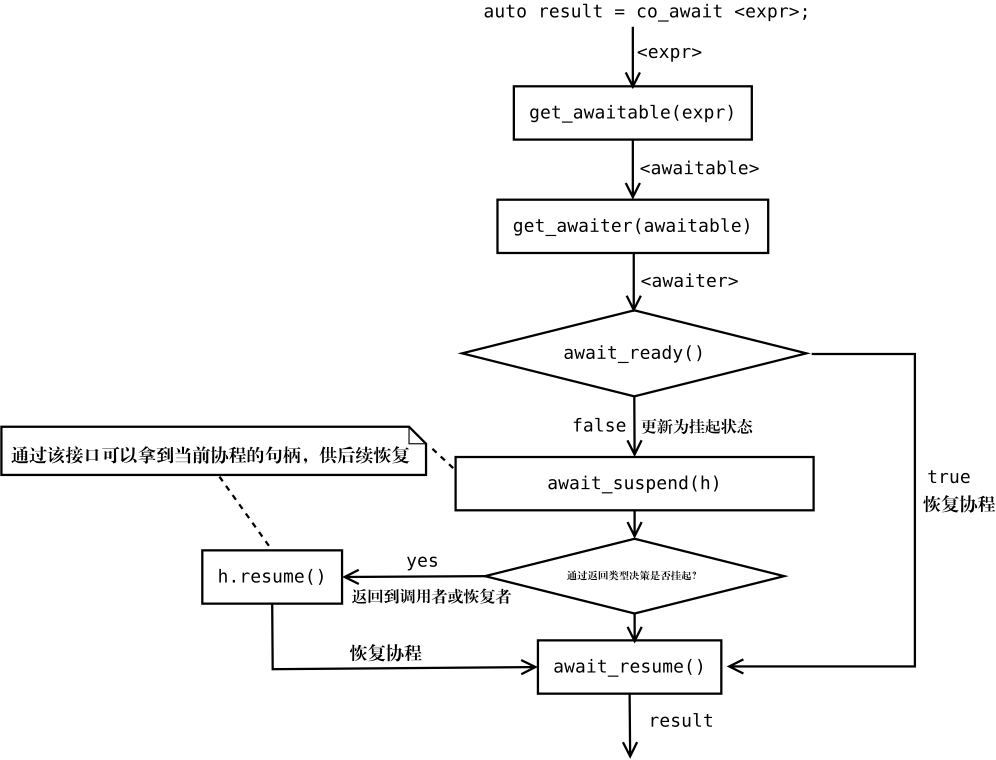 auto result = co_await <expr>;
<expr>
get_awaitable(expr)
<awaitable>
get_awaiter(awaitable)
<awaiter>
await_ready()
false 更新为挂起状态
通过该接口可以拿到当前协程的句柄，供后续恢复
await_suspend(h)
true
恢复协程
yes
h.resume()
通过返回类型决策是否挂起？
返回到调用者或恢复者
恢复协程
await_resume()
result